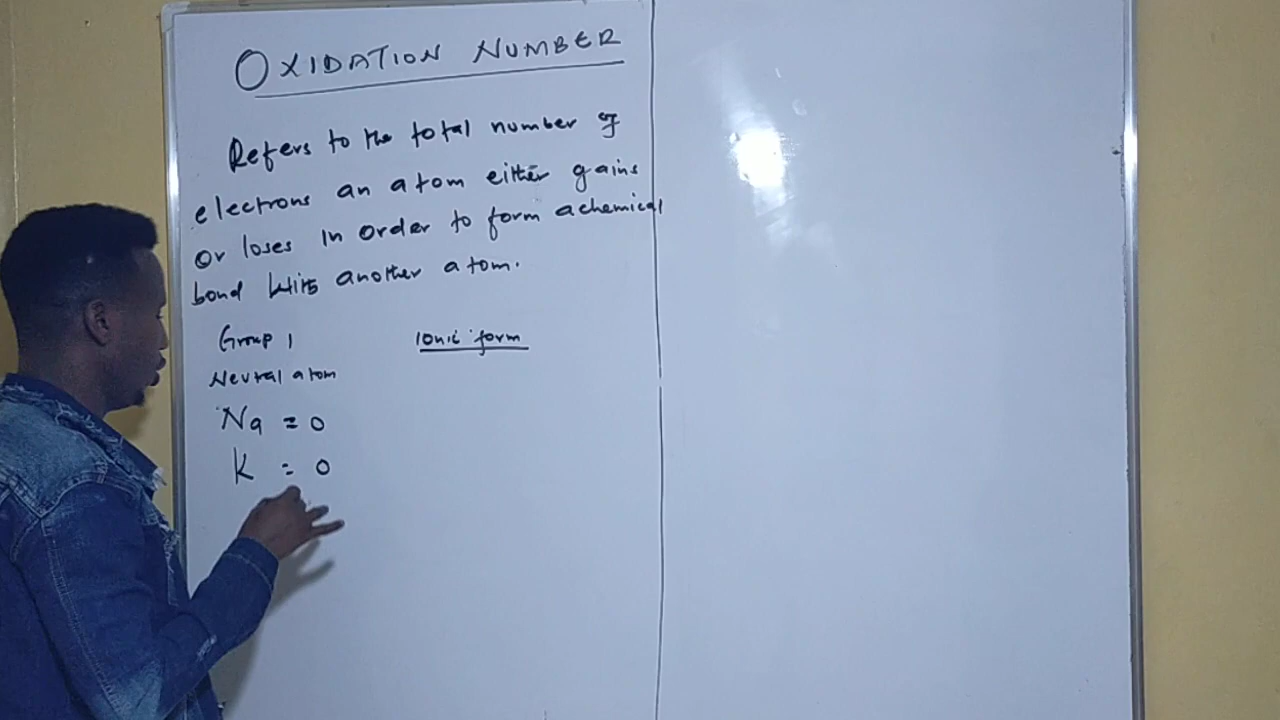 OXIDATION NUMBER
Refers to the total number of
electrons an atom either gains
Or loses in order to form a chemical
bond with another atom.
Group 1 Ionic form
Neutral atom
Na = 0
K = 0